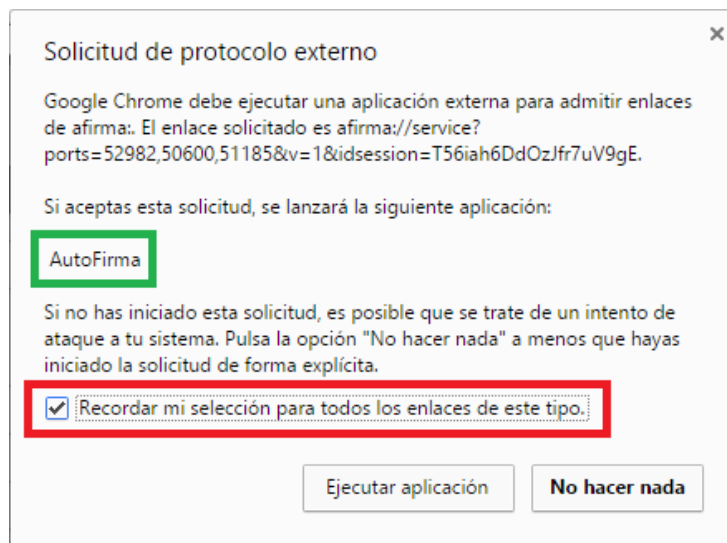 Solicitud de protocolo externo
Google Chrome debe ejecutar una aplicación externa para admitir enlaces
de afirma:. El enlace solicitado es afirma://service?
ports=52982,50600,51185&v=1&idsession=T56iah6DdOzJfr7uV9gE.
Si aceptas esta solicitud, se lanzará la siguiente aplicación:
AutoFirma
Si no has iniciado esta solicitud, es posible que se trate de un intento de
ataque a tu sistema. Pulsa la opción "No hacer nada" a menos que hayas
iniciado la solicitud de forma explícita.
Recordar mi selección para todos los enlaces de este tipo.
Ejecutar aplicación
No hacer nada